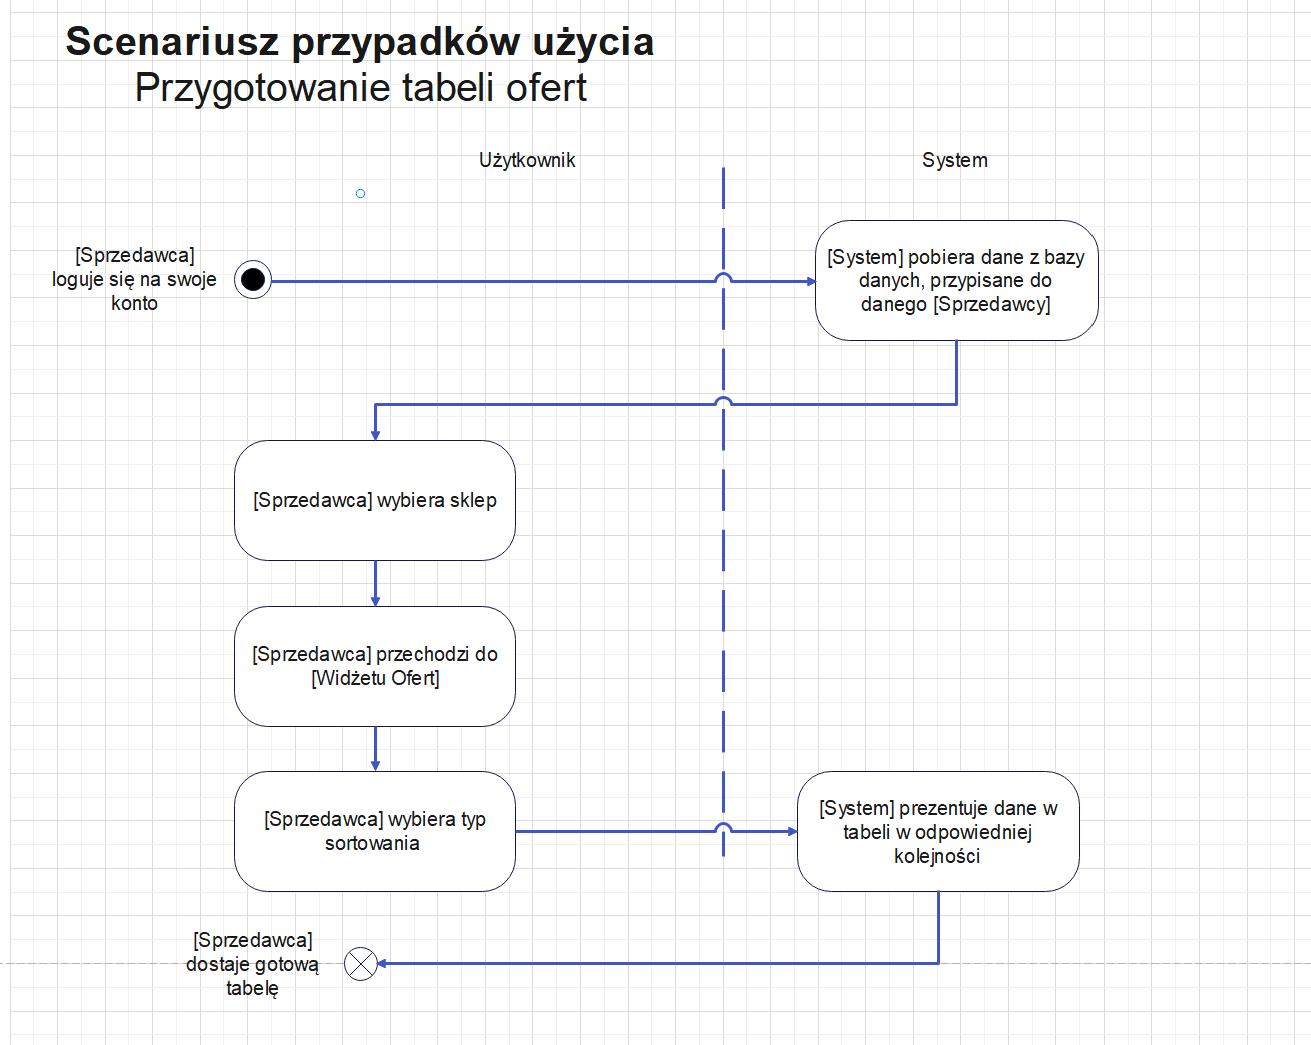 Scenariusz przypadków użycia
Przygotowanie tabeli ofert
Użytkownik
System
[Sprzedawca]
loguje się na swoje
konto
[System] pobiera dane z bazy
danych, przypisane do
danego [Sprzedawcy]
[Sprzedawca] wybiera sklep
[Sprzedawca] przechodzi do
[Widżetu Ofert]
[Sprzedawca] wybiera typ
sortowania
[System] prezentuje dane w
tabeli w odpowiedniej
kolejności
[Sprzedawca]
dostaje gotową
tabelę